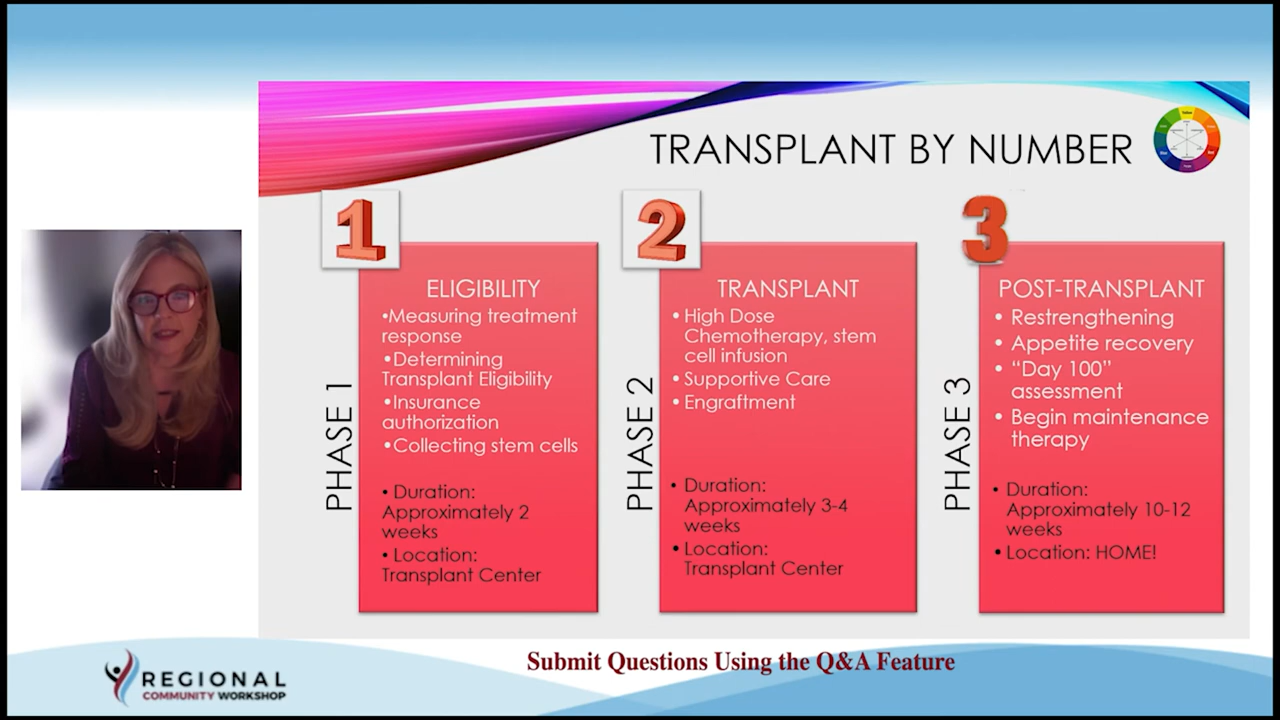 TRANSPLANT BY NUMBER
1
PHASE 1
ELIGIBILITY
•Measuring treatment
response
•Determining
Transplant Eligibility
•Insurance
authorization
•Collecting stem cells
• Duration:
Approximately 2
weeks
• Location:
Transplant Center
2
PHASE 2
TRANSPLANT
• High Dose
Chemotherapy, stem
cell infusion
• Supportive Care
• Engraftment
• Duration:
Approximately 3-4
weeks
• Location:
Transplant Center
3
PHASE 3
POST-TRANSPLANT
• Restrengthening
• Appetite recovery
• “Day 100”
assessment
• Begin maintenance
therapy
• Duration:
Approximately 10-12
weeks
• Location: HOME!
REGIONAL
COMMUNITY WORKSHOP
Submit Questions Using the Q&A Feature